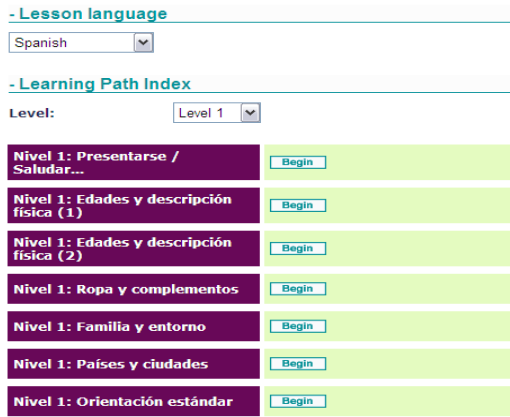 - Lesson language
Spanish
- Learning Path Index
Level: Level 1
Nivel 1: Presentarse /
Saludar...
Begin
Nivel 1: Edades y descripción
física (1)
Begin
Nivel 1: Edades y descripción
física (2)
Begin
Nivel 1: Ropa y complementos
Begin
Nivel 1: Familia y entorno
Begin
Nivel 1: Países y ciudades
Begin
Nivel 1: Orientación estándar
Begin